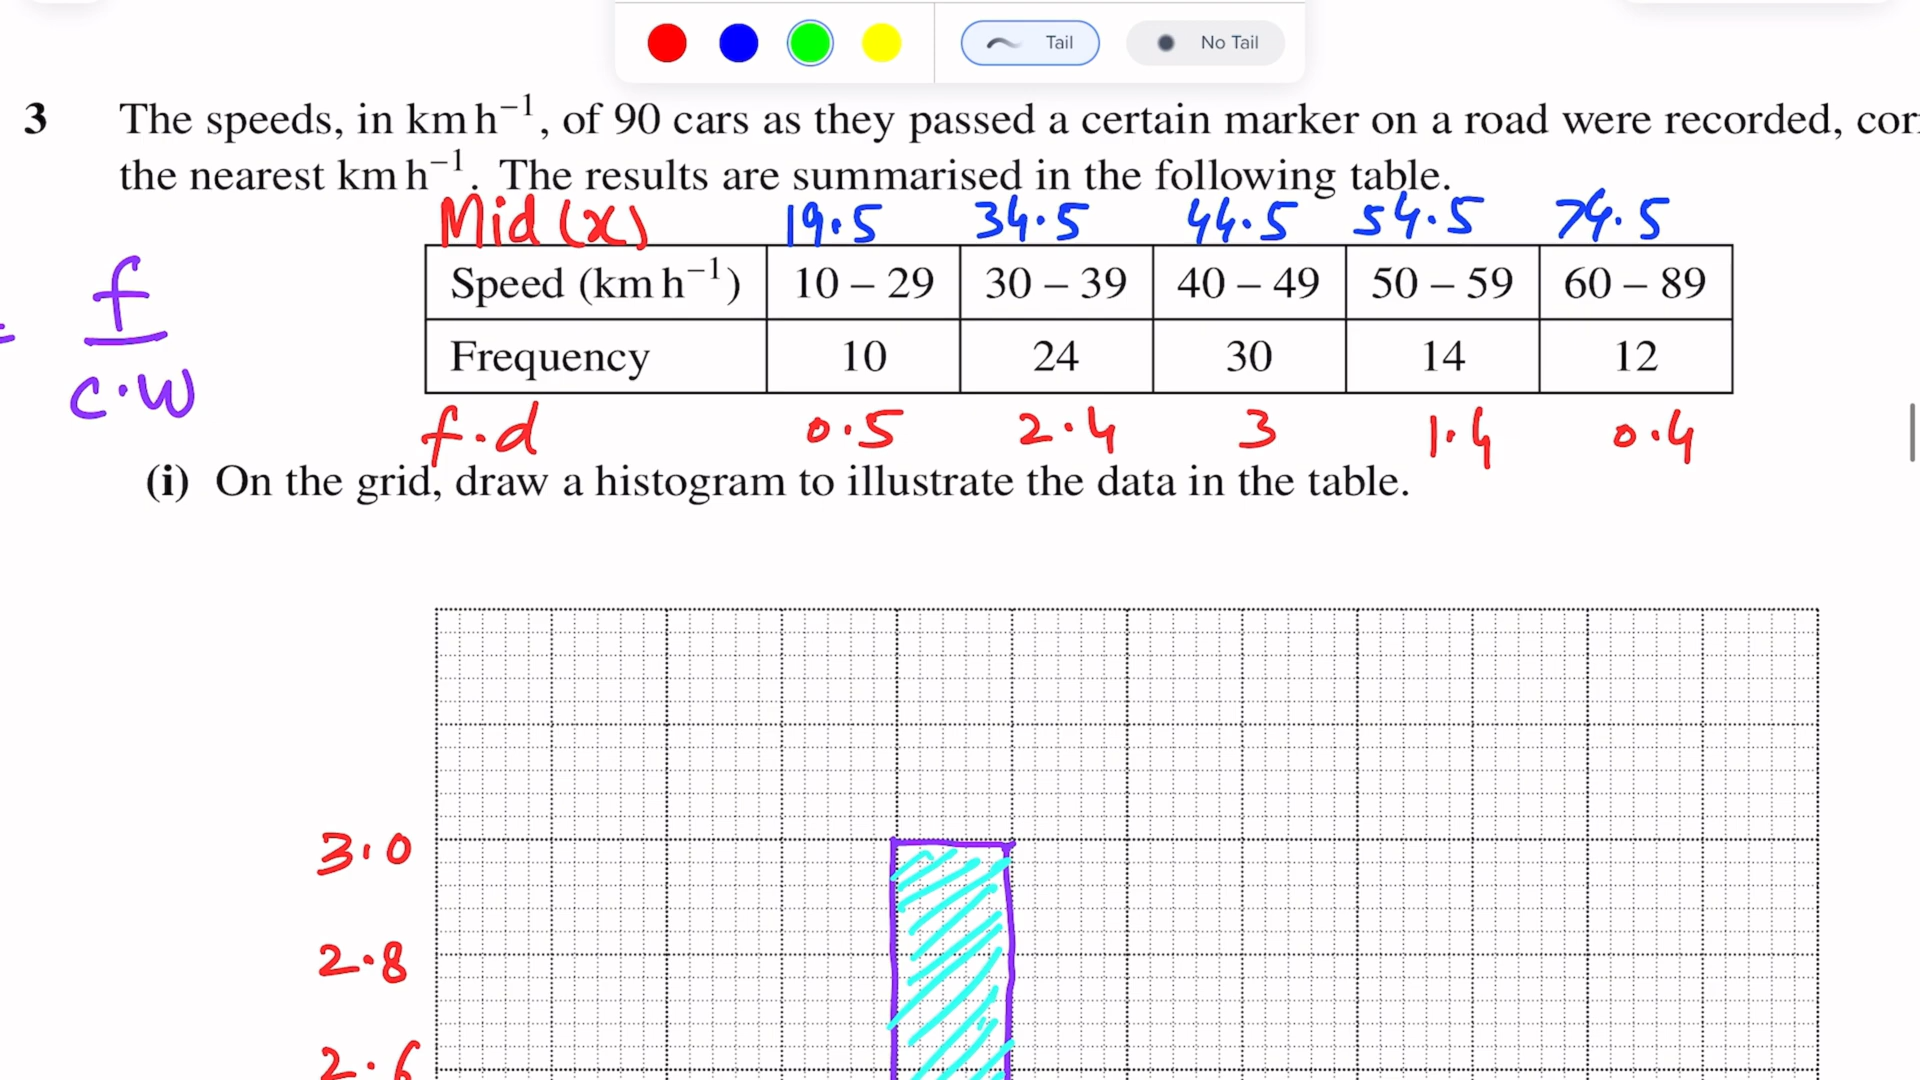 Tail No Tail
3 The speeds, in km h⁻¹, of 90 cars as they passed a certain marker on a road were recorded,
the nearest km h⁻¹. The results are summarised in the following table.
Mid (x) 19.5 34.5 44.5 54.5 74.5
Speed (km h⁻¹) 10 – 29 30 – 39 40 – 49 50 – 59 60 – 89
= f
c.w
Frequency 10 24 30 14 12
f.d 0.5 2.4 3 1.4 0.4
(i) On the grid, draw a histogram to illustrate the data in the table.
3.0
2.8
2.6